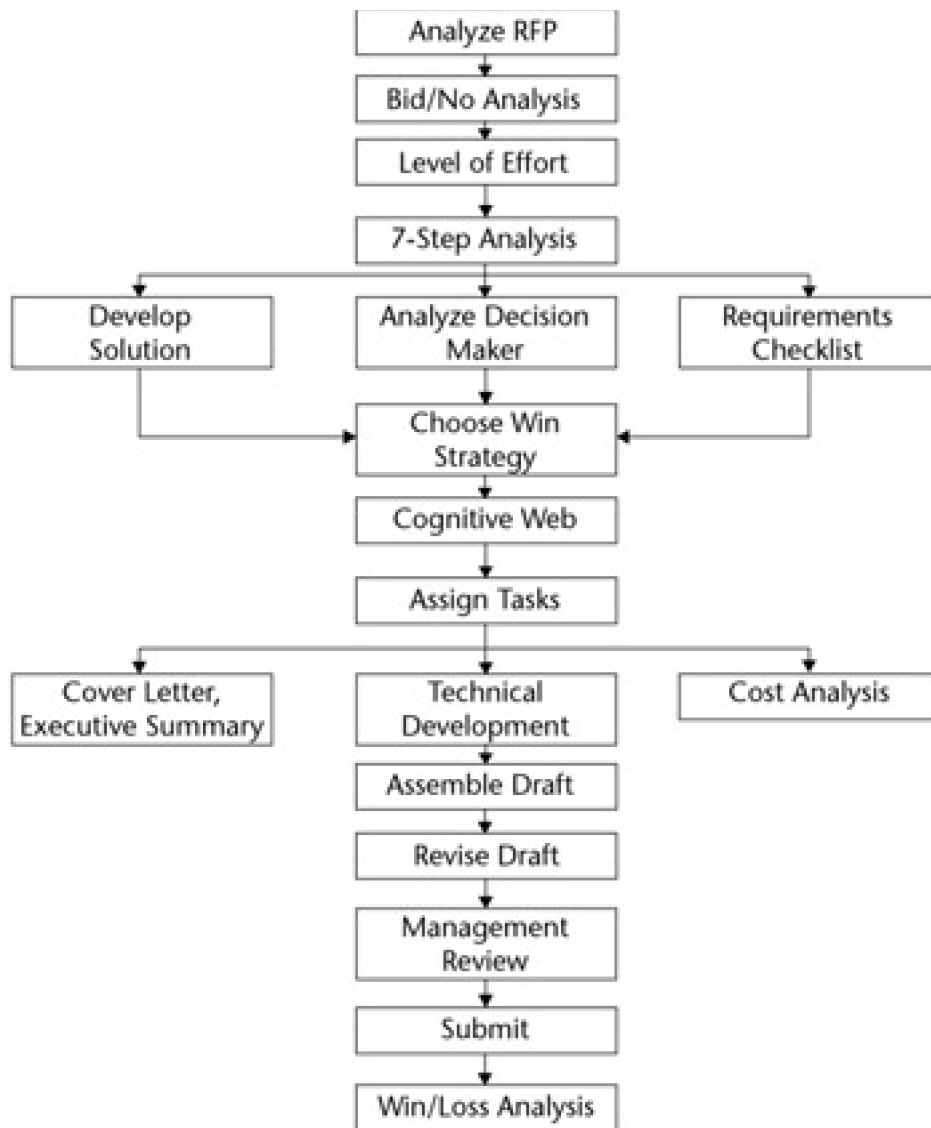 Analyze RFP
Bid/No Analysis
Level of Effort
7-Step Analysis
Develop
Solution
Analyze Decision
Maker
Requirements
Checklist
Choose Win
Strategy
Cognitive Web
Assign Tasks
Cover Letter,
Executive Summary
Technical
Development
Cost Analysis
Assemble Draft
Revise Draft
Management
Review
Submit
Win/Loss Analysis